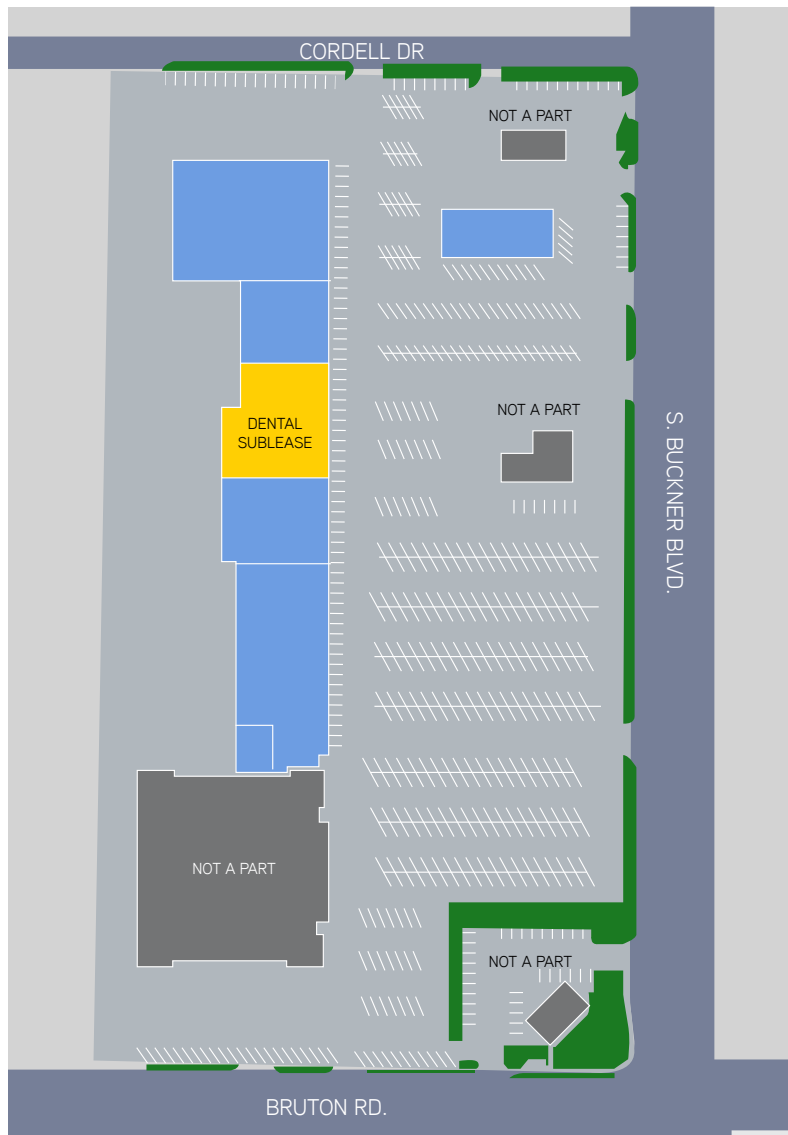 CORDELL DR
NOT A PART
NOT A PART
DENTAL
SUBLEASE
S. BUCKNER BLVD.
NOT A PART
NOT A PART
BRUTON RD.